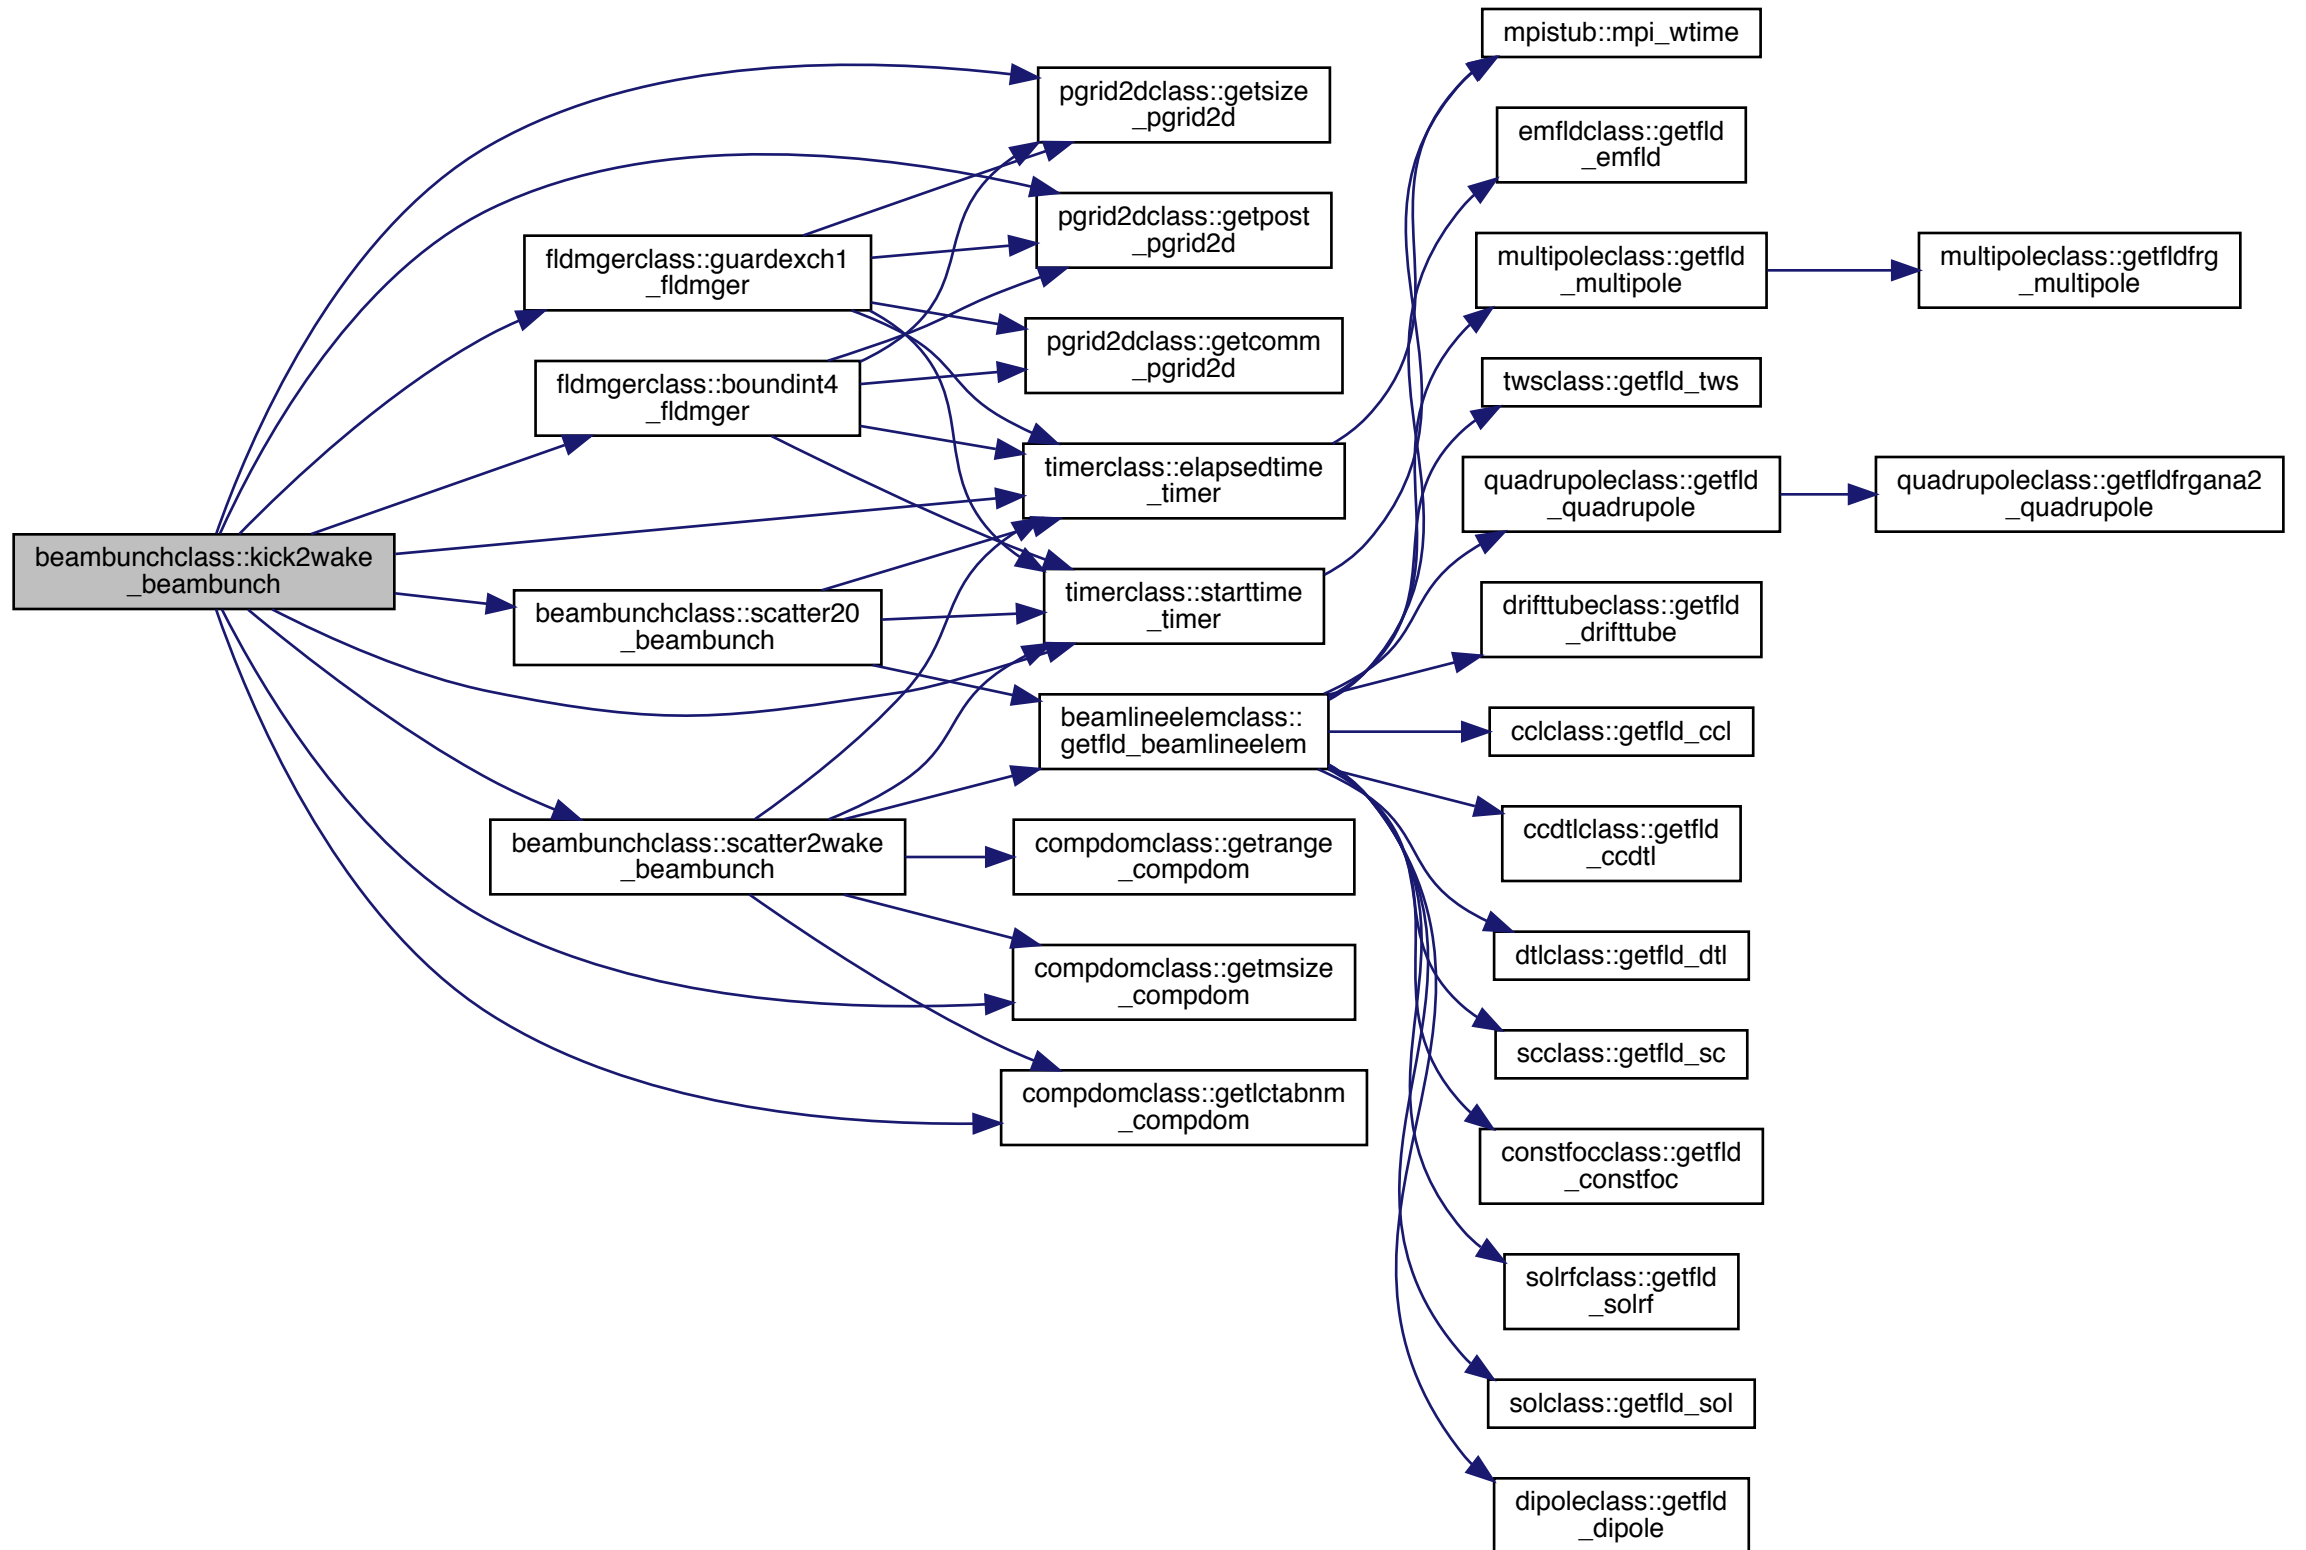 beambunchclass::kick2wake
_beambunch
fldmgerclass::guardexch1
_fldmger
fldmgerclass::boundint4
_fldmger
beambunchclass::scatter20
_beambunch
beambunchclass::scatter2wake
_beambunch
pgrid2dclass::getsize
_pgrid2d
pgrid2dclass::getpost
_pgrid2d
pgrid2dclass::getcomm
_pgrid2d
timerclass::elapsedtime
_timer
timerclass::starttime
_timer
beamlineelemclass::
getfld_beamlineelem
compdomclass::getrange
_compdom
compdomclass::getmsize
_compdom
compdomclass::getlctabnm
_compdom
mpistub::mpi_wtime
emfldclass::getfld
_emfld
multipoleclass::getfld
_multipole
twsclass::getfld_tws
quadrupoleclass::getfld
_quadrupole
drifttubeclass::getfld
_drifttube
cclclass::getfld_ccl
ccdtlclass::getfld
_ccdtl
dtlclass::getfld_dtl
scclass::getfld_sc
constfocclass::getfld
_constfoc
solrfclass::getfld
_solrf
solclass::getfld_sol
dipoleclass::getfld
_dipole
multipoleclass::getfldfrg
_multipole
quadrupoleclass::getfldfrgana2
_quadrupole